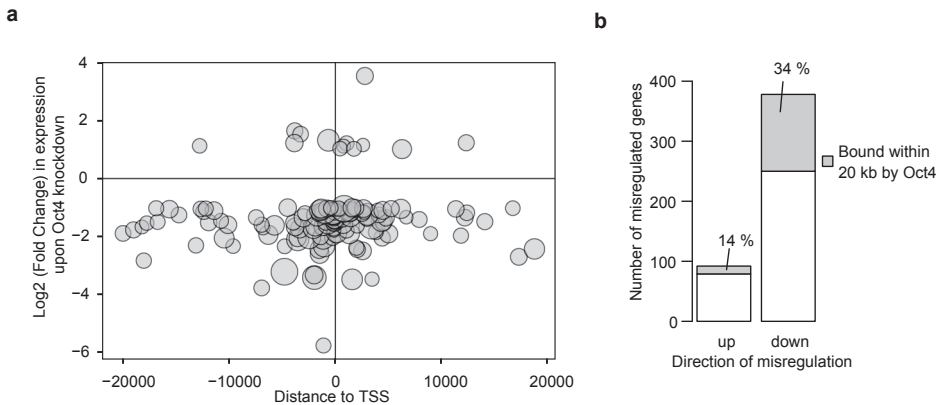 a
Log2 (Fold Change) in expression
upon Oct4 knockdown
4
2
0
−2
−4
−6
−20000
−10000
0
10000
20000
Distance to TSS
b
Number of misregulated genes
400
300
200
100
0
14 %
34 %
up
down
Direction of misregulation
Bound within
20 kb by Oct4